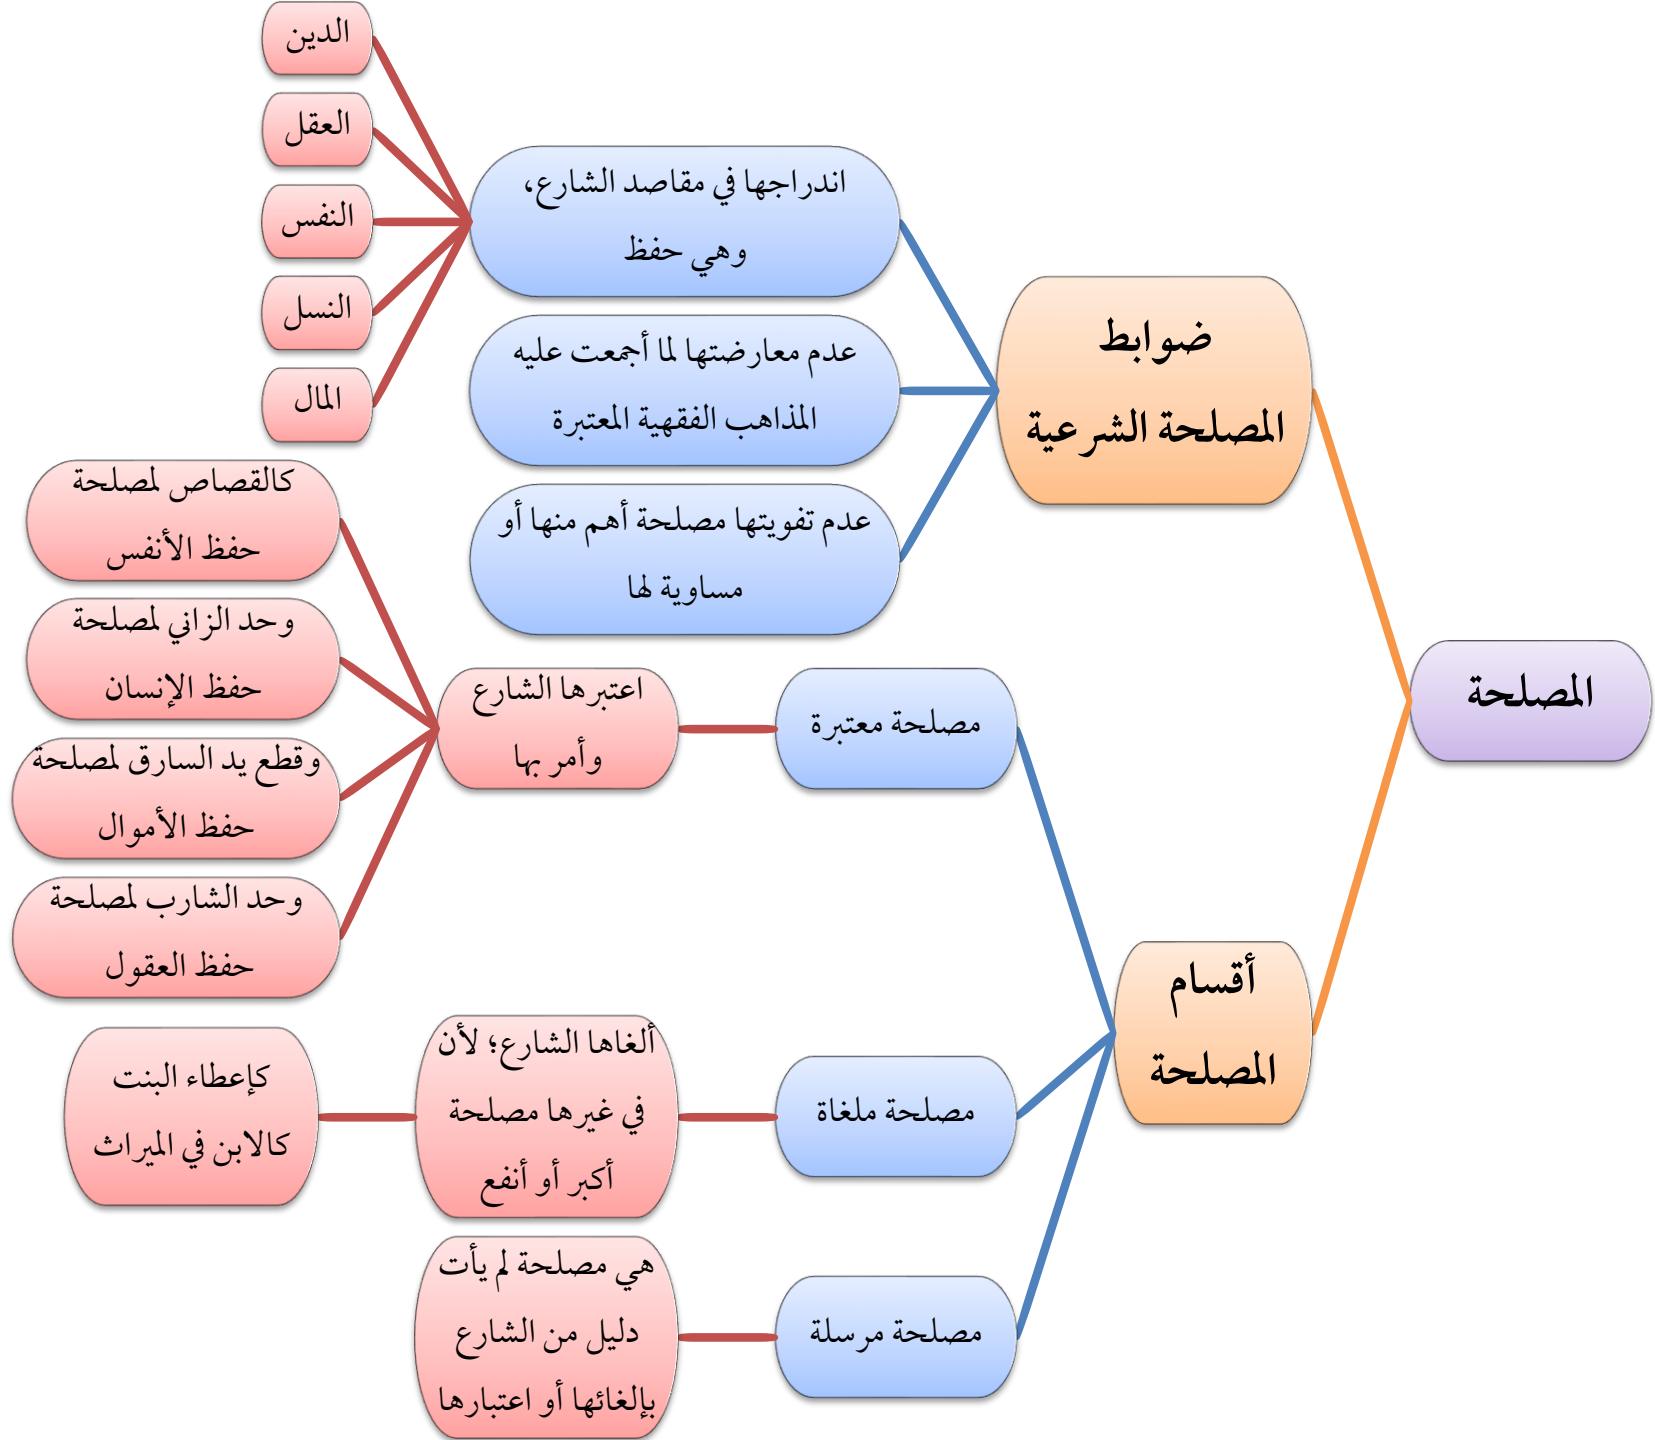 المصلحة
ضوابط
المصلحة الشرعية
اندراجها في مقاصد الشارع،
وهي حفظ
الدين
العقل
النفس
النسل
المال
عدم معارضتها لما أجمعت عليه
المذاهب الفقهية المعتبرة
عدم تفويتها مصلحة أهم منها أو
مساوية لها
أقسام
المصلحة
مصلحة معتبرة
اعتبرها الشارع
وأمر بها
كالقصاص لمصلحة
حفظ الأنفس
وحد الزاني لمصلحة
حفظ الإنسان
وقطع يد السارق لمصلحة
حفظ الأموال
وحد الشارب لمصلحة
حفظ العقول
مصلحة ملغاة
ألغاها الشارع؛ لأن
في غيرها مصلحة
أكبر أو أنفع
كإعطاء البنت
كالابن في الميراث
مصلحة مرسلة
هي مصلحة لم يأت
دليل من الشارع
بإلغائها أو اعتبارها